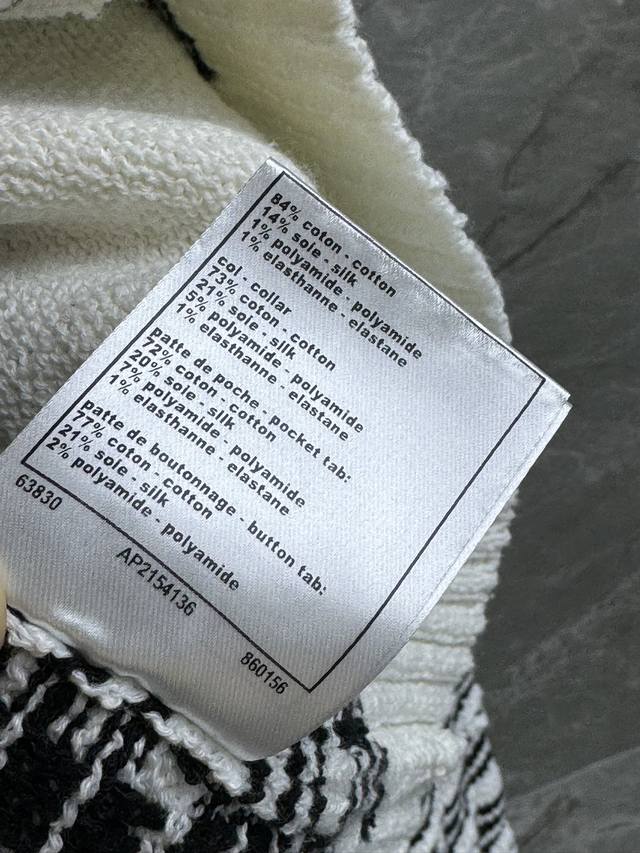 84% coton - cotton
14% soie - silk
1% polyamide - polyamide
1% elasthanne - elastane
col - collar
73% coton - cotton
21% soie - silk
5% polyamide - polyamide
1% elasthanne - elastane
patte de poche - pocket tab:
72% coton - cotton
20% soie - silk
7% polyamide - polyamide
1% elasthanne - elastane
patte de boutonnage - button tab:
77% coton - cotton
21% soie - silk
2% polyamide - polyamide
63830
AP2154136
860156